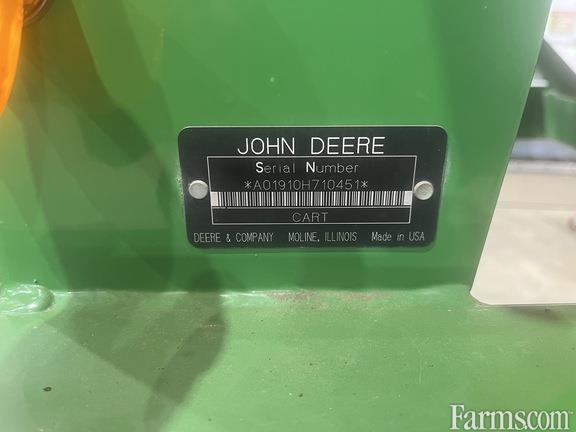 JOHN DEERE
Serial Number
*A01910H710451*
CART
DEERE & COMPANY MOLINE, ILLINOIS Made in USA
Farms.com